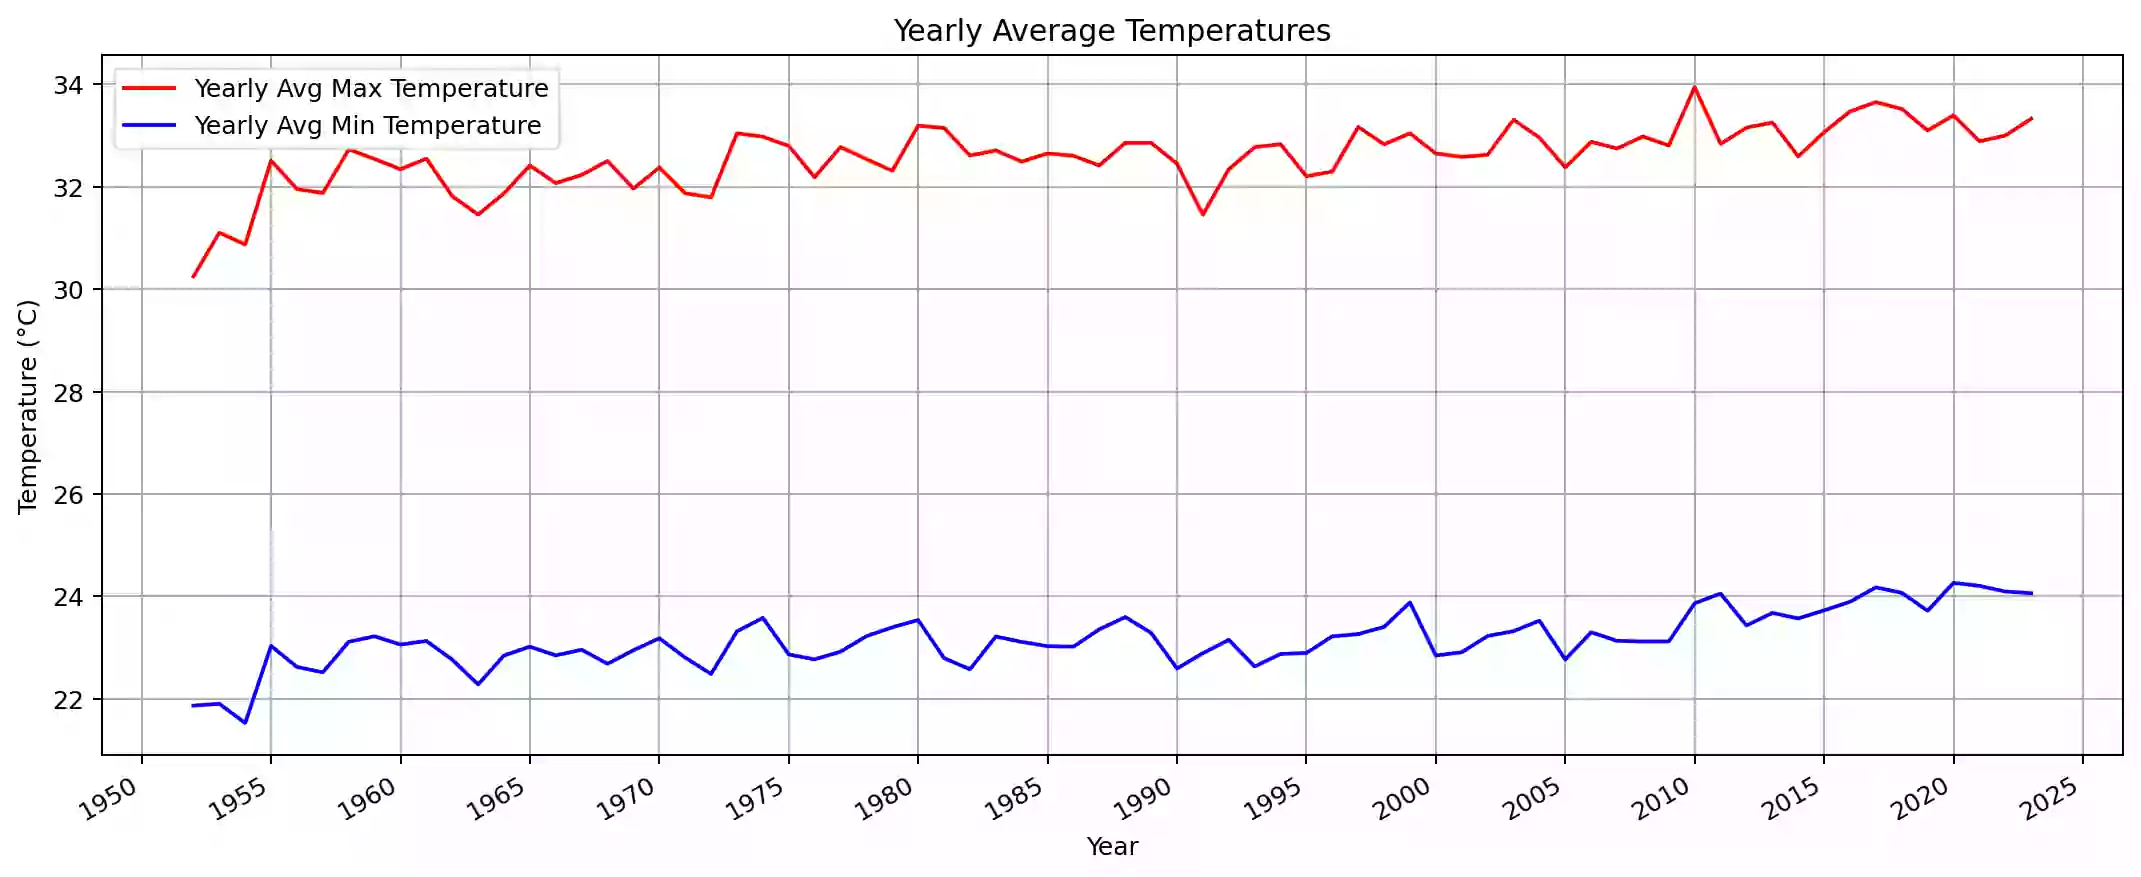 Yearly Average Temperatures
Yearly Avg Max Temperature
Yearly Avg Min Temperature
34
32
30
28
26
24
22
Temperature (°C)
1950 1955 1960 1965 1970 1975 1980 1985 1990 1995 2000 2005 2010 2015 2020 2025
Year